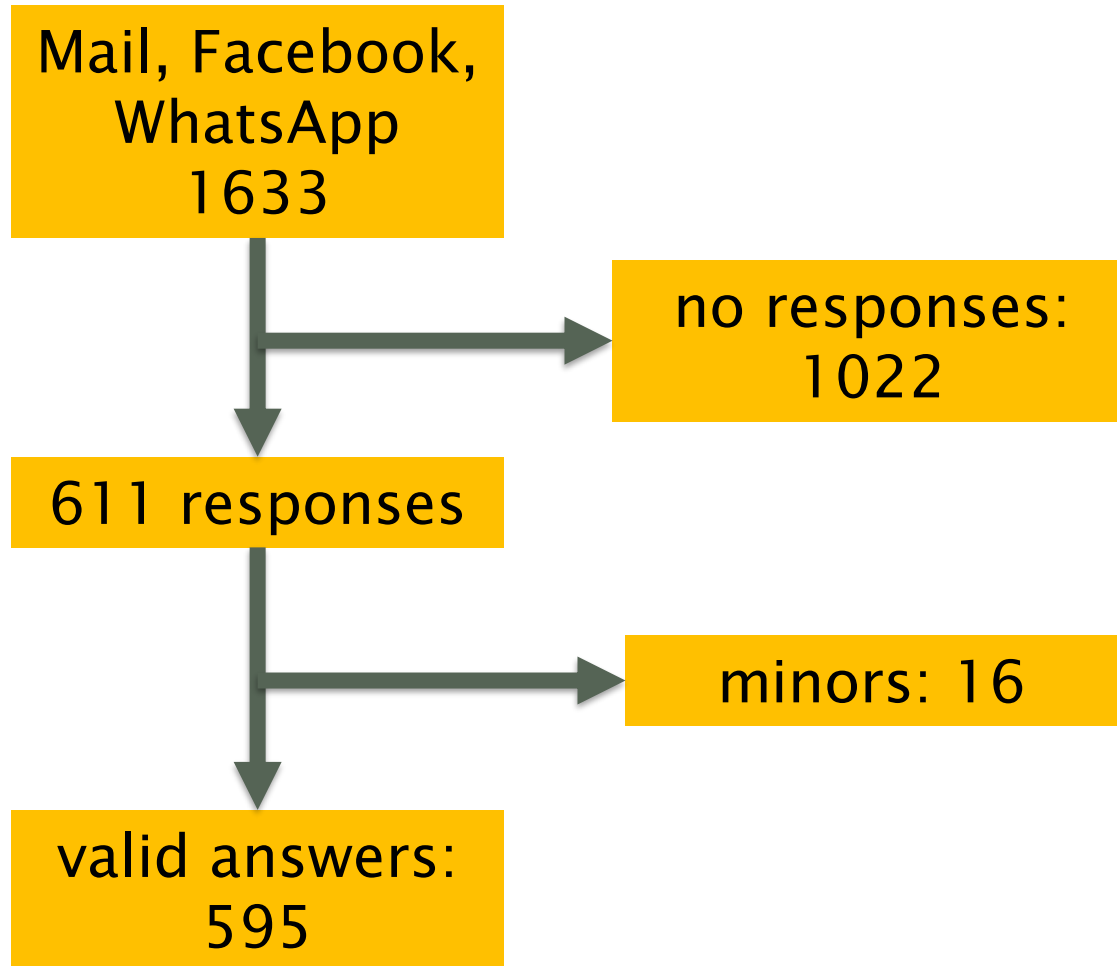 Mail, Facebook,
WhatsApp
1633
no responses:
1022
611 responses
minors: 16
valid answers:
595